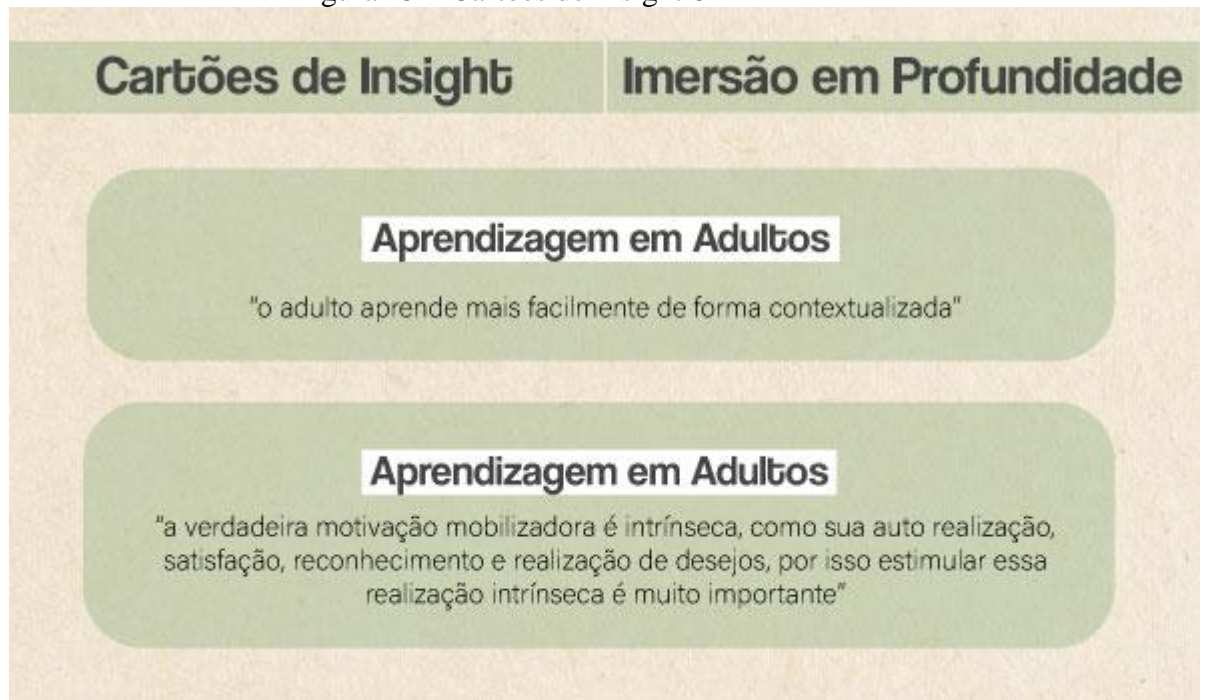 Cartões de Insight
Imersão em Profundidade
Aprendizagem em Adultos
"o adulto aprende mais facilmente de forma contextualizada"
Aprendizagem em Adultos
"a verdadeira motivação mobilizadora é intrínseca, como sua auto realização,
satisfação, reconhecimento e realização de desejos, por isso estimular essa
realização intrínseca é muito importante"